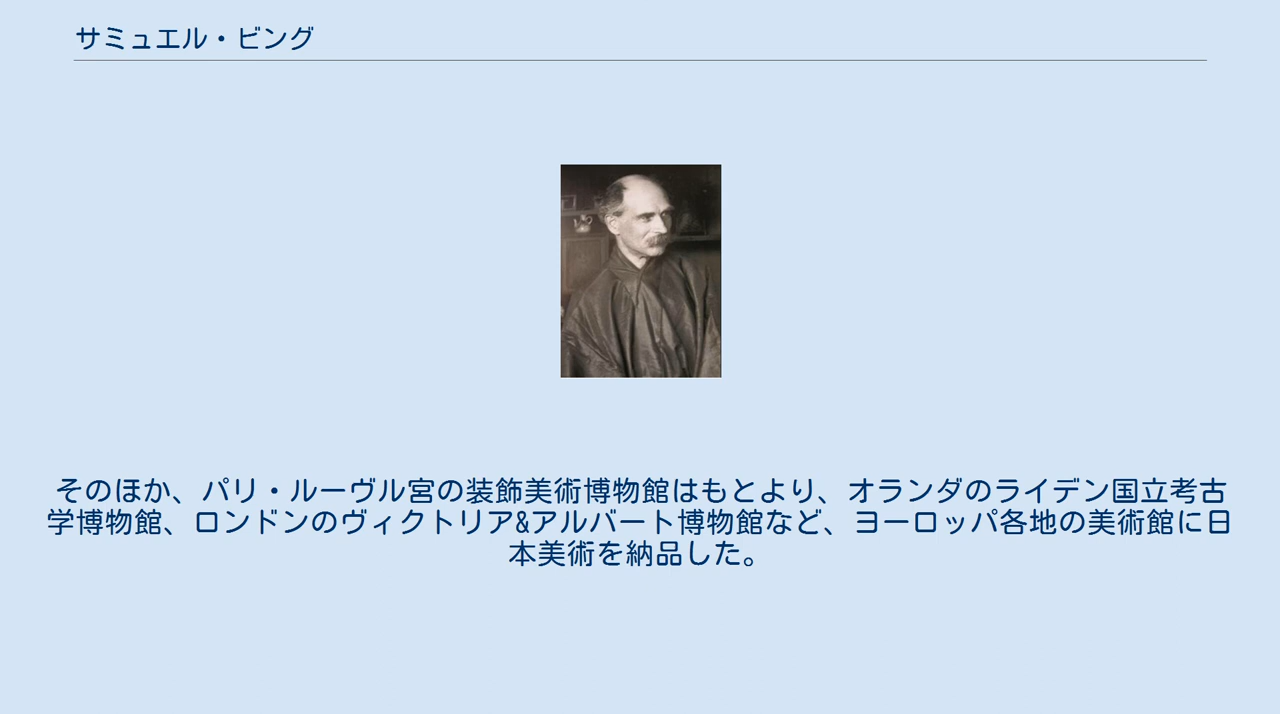 サミュエル・ビング
そのほか、パリ・ルーヴル宮の装飾美術博物館はもとより、オランダのライデン国立考古
学博物館、ロンドンのヴィクトリア&アルバート博物館など、ヨーロッパ各地の美術館に日
本美術を納品した。